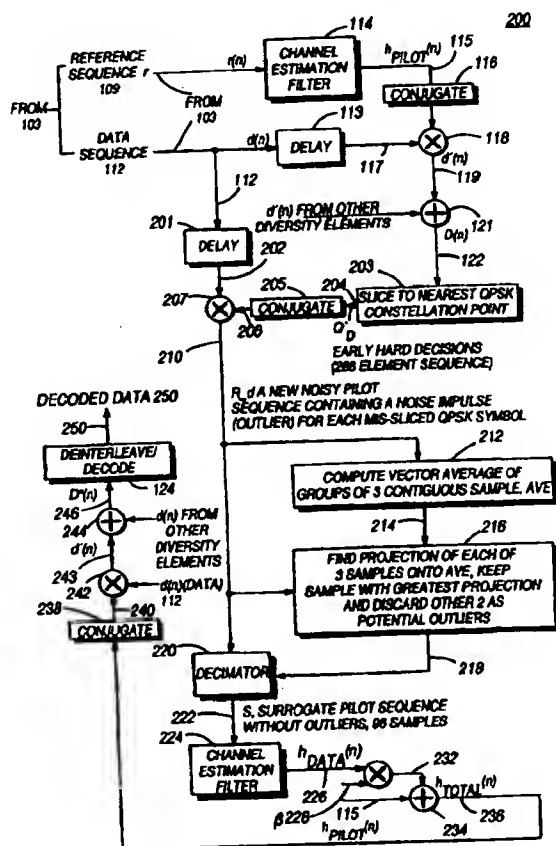 200
114
REFERENCE
SEQUENCE r
109
r(n)
CHANNEL
ESTIMATION
FILTER
h PILOT (n)
115
116
CONJUGATE
FROM
103
FROM
103
113
DATA
SEQUENCE
112
d(n)
DELAY
117
118
d'(n)
119
112
d'(n) FROM OTHER
DIVERSITY ELEMENTS
121
D(n)
122
201
DELAY
202
203
204
205
207
CONJUGATE
206
Q'D
SLICE TO NEAREST QPSK
CONSTELLATION POINT
210
EARLY HARD DECISIONS
(288 ELEMENT SEQUENCE)
R_d A NEW NOISY PILOT
SEQUENCE CONTAINING A NOISE IMPULSE
(OUTLIER) FOR EACH MIS-SLICED QPSK SYMBOL
DECODED DATA 250
250
212
DEINTERLEAVE/
DECODE
124
COMPUTE VECTOR AVERAGE OF
GROUPS OF 3 CONTIGUOUS SAMPLE, AVE
D"(n)
246
214
216
244
d(n) FROM
OTHER
DIVERSITY
ELEMENTS
d"(n)
243
242
d(n)(DATA)
112
FIND PROJECTION OF EACH OF
3 SAMPLES ONTO AVE, KEEP
SAMPLE WITH GREATEST PROJECTION
AND DISCARD OTHER 2 AS
POTENTIAL OUTLIERS
238
240
CONJUGATE
220
DECIMATOR
218
222
S, SURROGATE PILOT SEQUENCE
WITHOUT OUTLIERS, 96 SAMPLES
224
CHANNEL
ESTIMATION
FILTER
h DATA (n)
226
232
β 228
115
h PILOT (n)
h TOTAL (n)
236
234